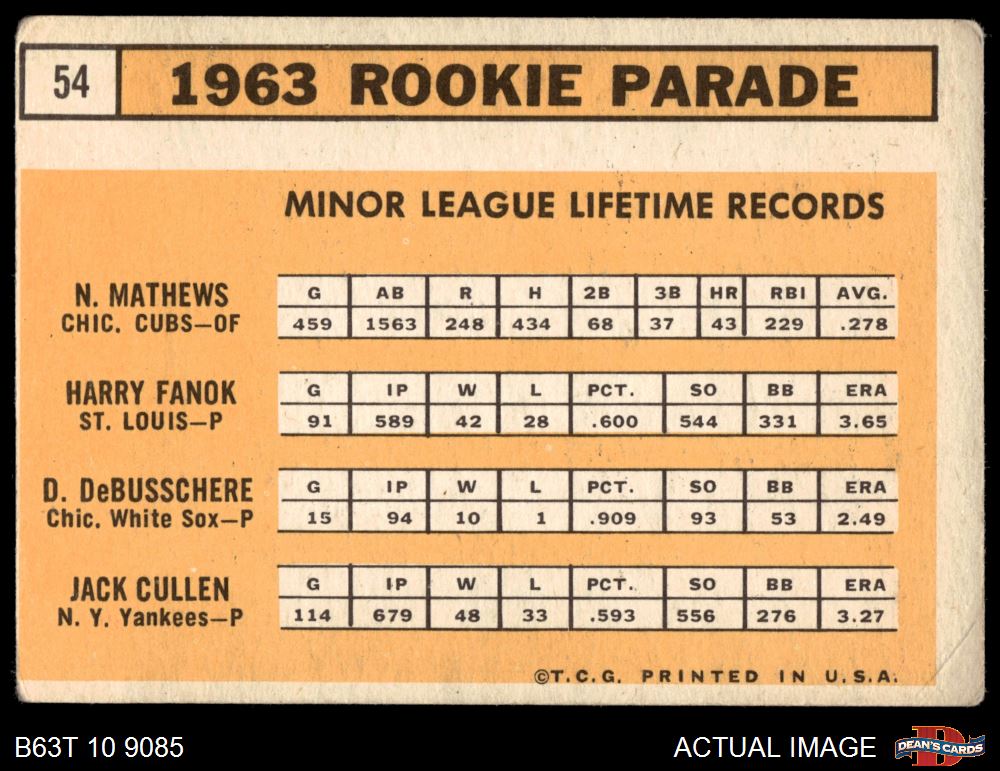 54 1963 ROOKIE PARADE
MINOR LEAGUE LIFETIME RECORDS
N. MATHEWS
CHIC. CUBS—OF
G AB R H 2B 3B HR RBI AVG.
459 1563 248 434 68 37 43 229 .278
HARRY FANOK
ST. LOUIS—P
G IP W L PCT. SO BB ERA
91 589 42 28 .600 544 331 3.65
D. DeBUSSCHERE
Chic. White Sox—P
G IP W L PCT. SO BB ERA
15 94 10 1 .909 93 53 2.49
JACK CULLEN
N. Y. Yankees—P
G IP W L PCT. SO BB ERA
114 679 48 33 .593 556 276 3.27
©T.C.G. PRINTED IN U.S.A.
B63T 10 9085
ACTUAL IMAGE
D
DEAN'S CARDS